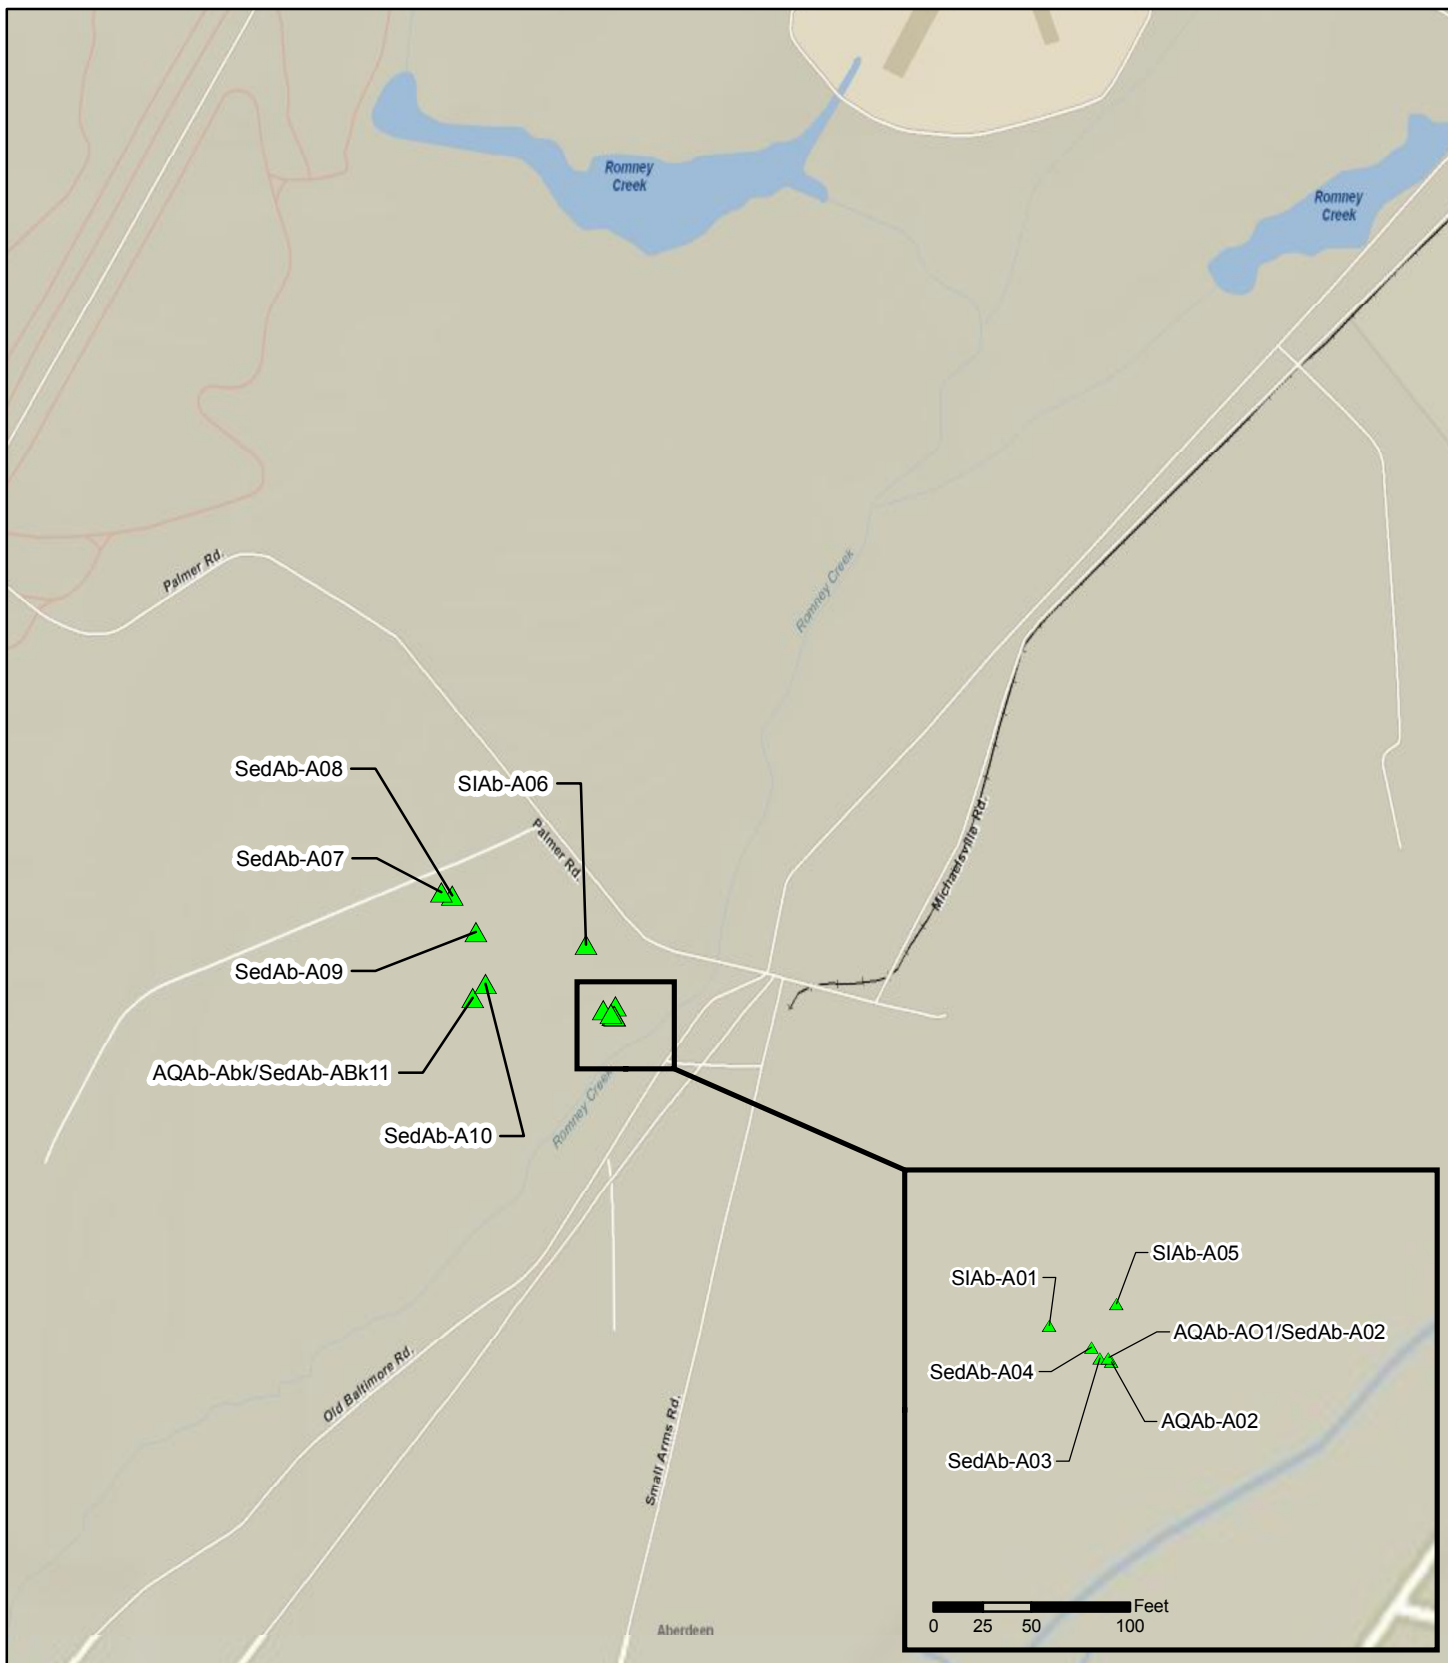 Romney
Creek
Romney
Creek
Palmer Rd.
Romney Creek
SedAb-A08
SIAb-A06
Palmer Rd.
SedAb-A07
Michaelsville Rd.
SedAb-A09
AQAb-Abk/SedAb-ABk11
Romney Creek
SedAb-A10
SIAb-A05
SIAb-A01
AQAb-AO1/SedAb-A02
SedAb-A04
AQAb-A02
SedAb-A03
Old Baltimore Rd.
Small Arms Rd.
Aberdeen
Feet
0 25 50 100